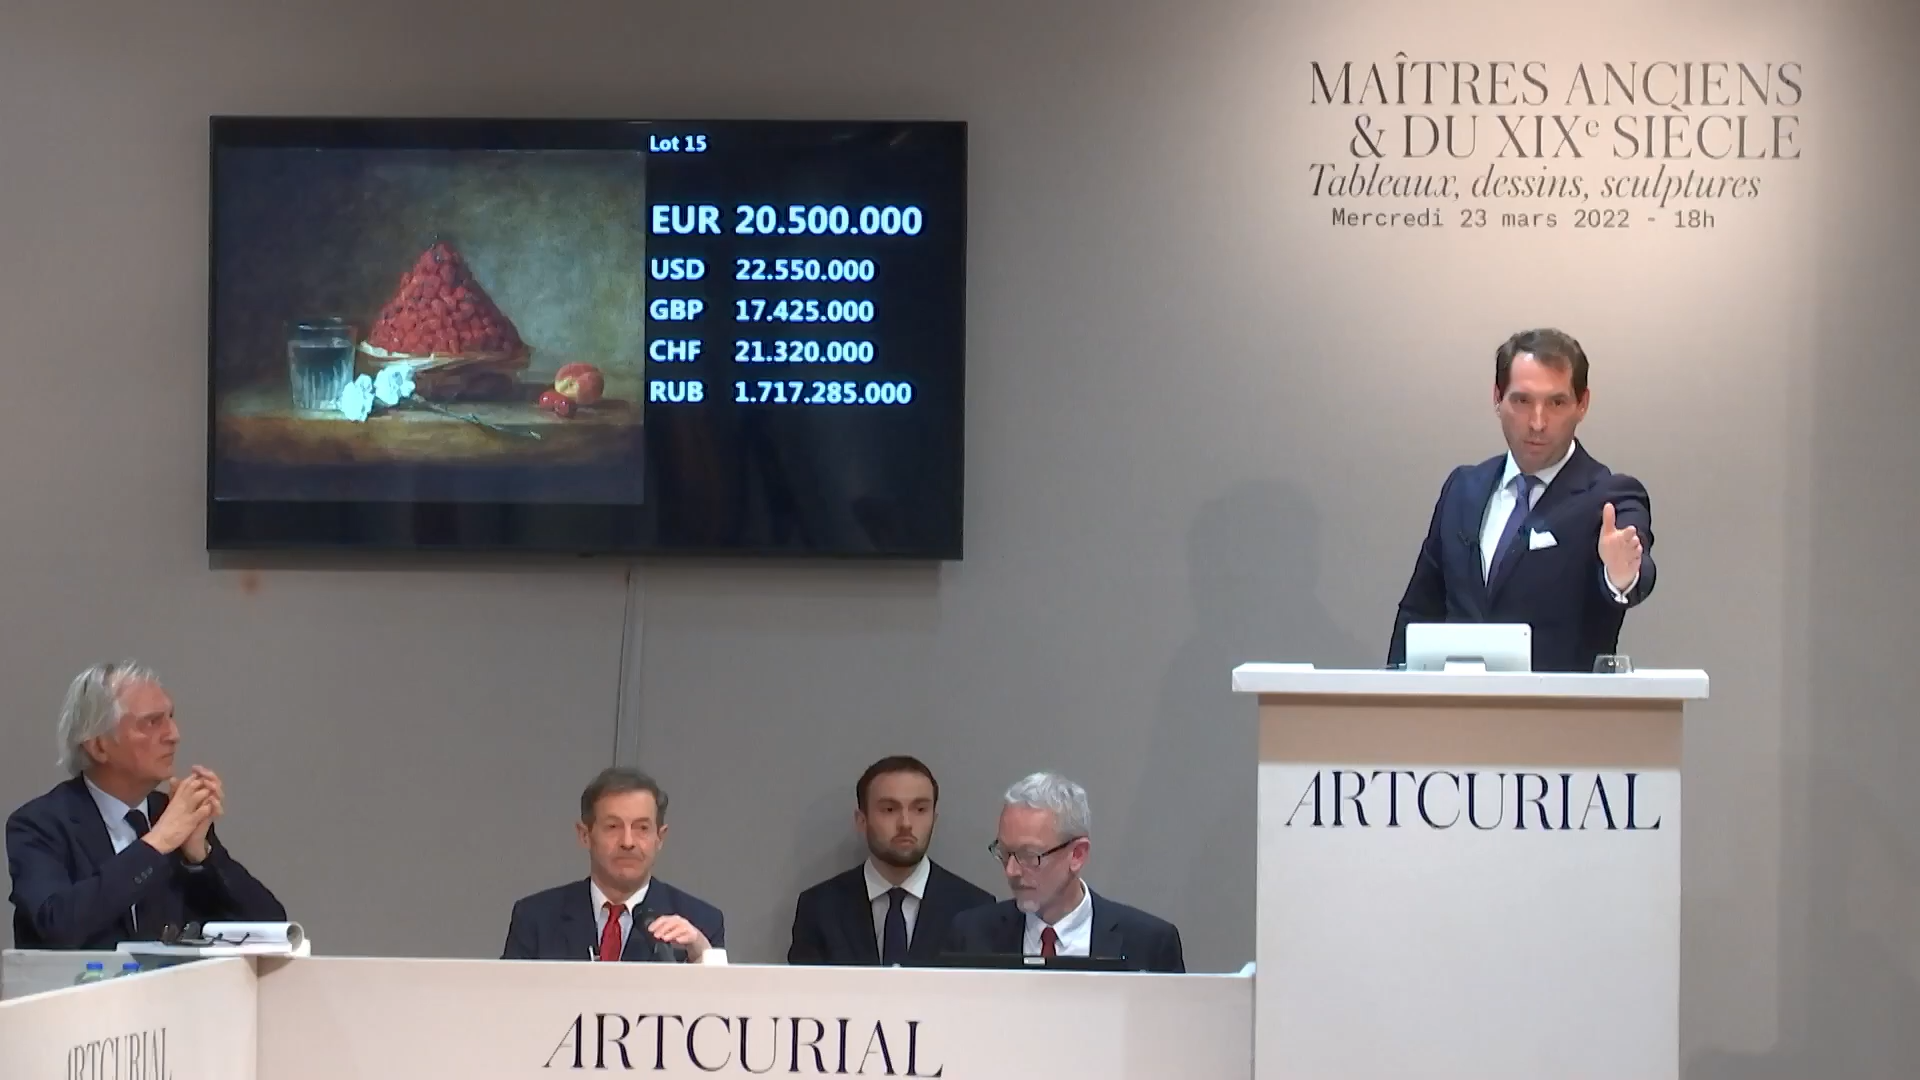 Lot 15
EUR 20.500.000
USD 22.550.000
GBP 17.425.000
CHF 21.320.000
RUB 1.717.285.000
MAÎTRES ANCIENS
& DU XIXe SIÈCLE
Tableaux, dessins, sculptures
Mercredi 23 mars 2022 - 18h
ARTCURIAL
ARTCURIAL
ARTCURIAL